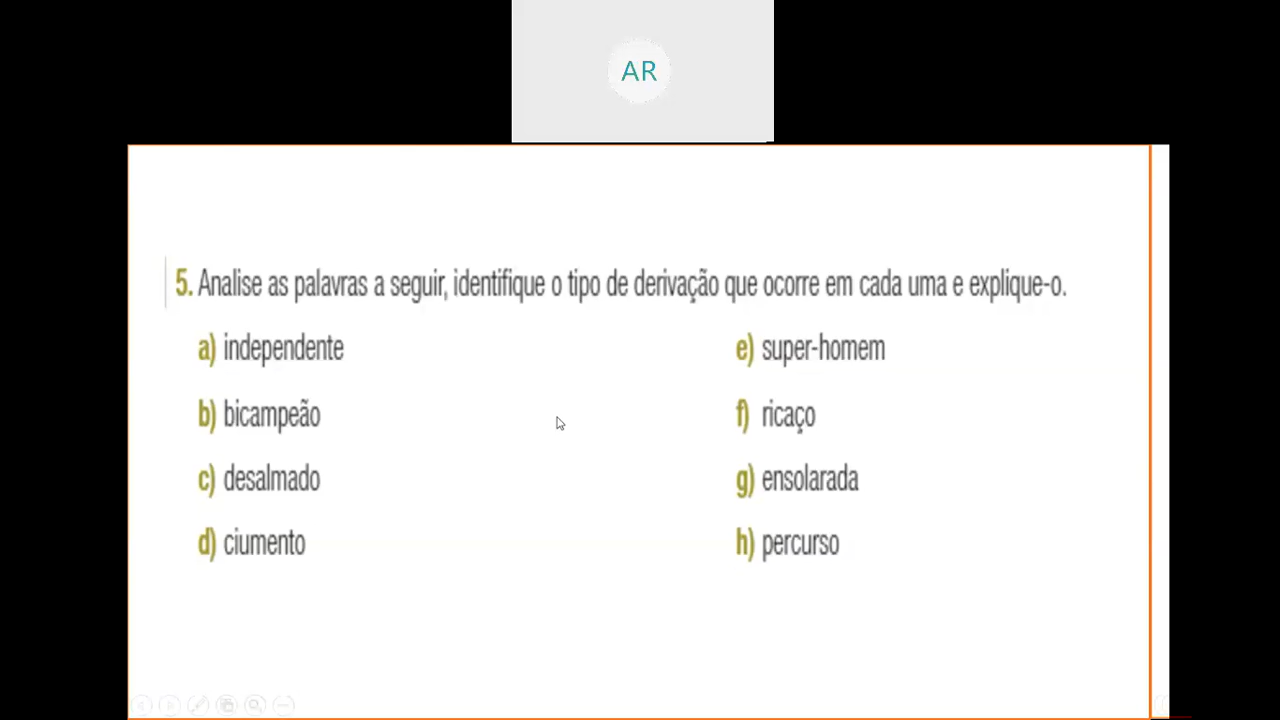 AR
5. Analise as palavras a seguir, identifique o tipo de derivação que ocorre em cada uma e explique-o.
a) independente
b) bicampeão
c) desalmado
d) ciumento
e) super-homem
f) ricaço
g) ensolarada
h) percurso